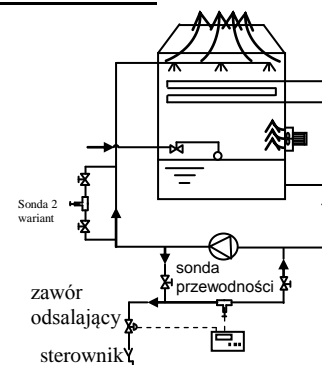 Sonda 2
wariant
sonda
przewodności
zawór
odsalający
sterownik